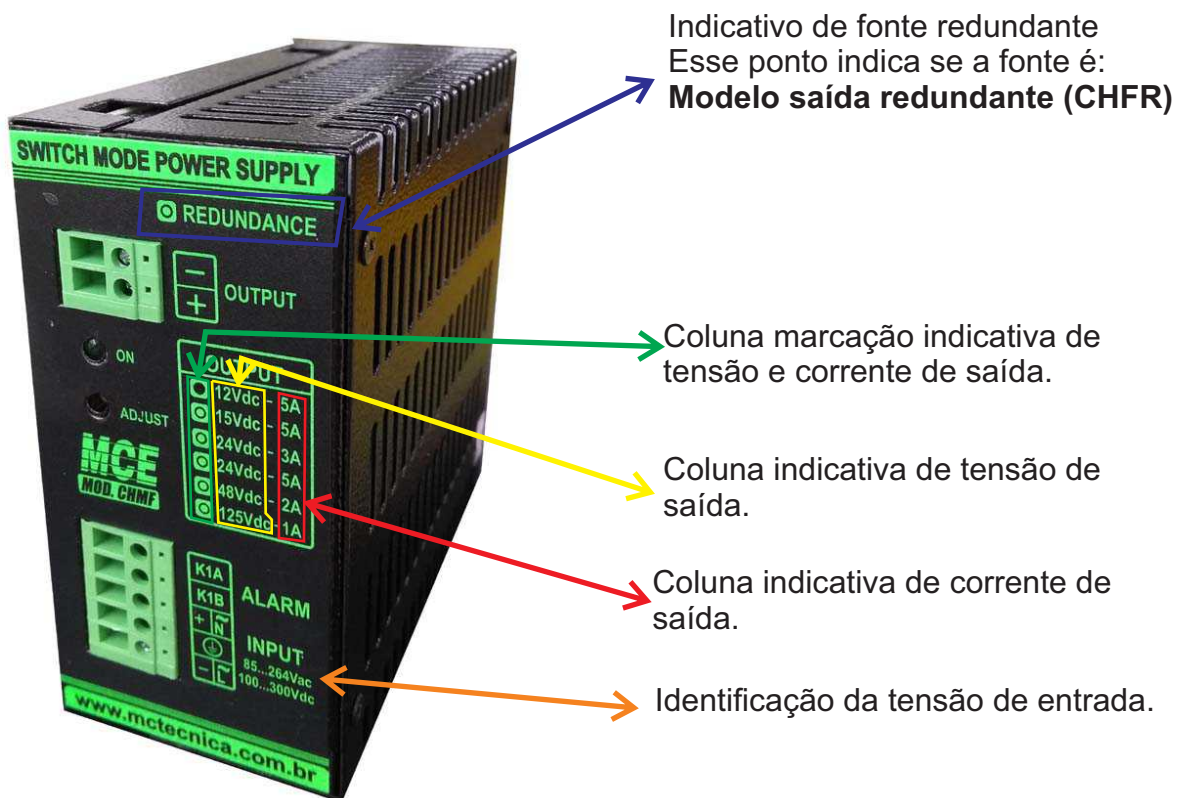 Indicativo de fonte redundante
Esse ponto indica se a fonte é:
Modelo saída redundante (CHFR)
SWITCH MODE POWER SUPPLY
REDUNDANCE
−
+
OUTPUT
ON
ADJUST
MCE
MOD. CHMF
OUTPUT
12Vdc - 5A
15Vdc - 5A
24Vdc - 3A
24Vdc - 5A
48Vdc - 2A
125Vdc - 1A
Coluna marcação indicativa de
tensão e corrente de saída.
Coluna indicativa de tensão de
saída.
Coluna indicativa de corrente de
saída.
Identificação da tensão de entrada.
K1A
K1B
ALARM
+ ~N
− ~L
INPUT
85...264Vac
100...300Vdc
www.mctecnica.com.br